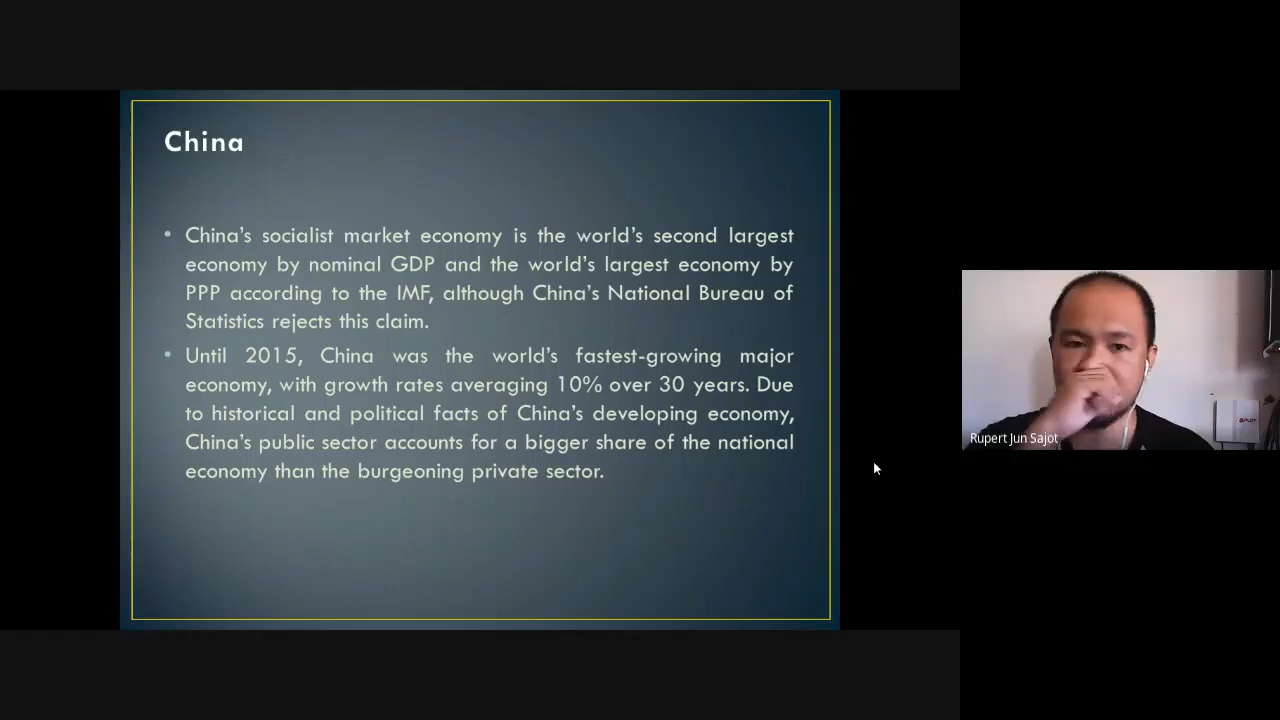 China
• China's socialist market economy is the world's second largest
economy by nominal GDP and the world's largest economy by
PPP according to the IMF, although China's National Bureau of
Statistics rejects this claim.
• Until 2015, China was the world's fastest-growing major
economy, with growth rates averaging 10% over 30 years. Due
to historical and political facts of China's developing economy,
China's public sector accounts for a bigger share of the national
economy than the burgeoning private sector.
Rupert Jun Sajot